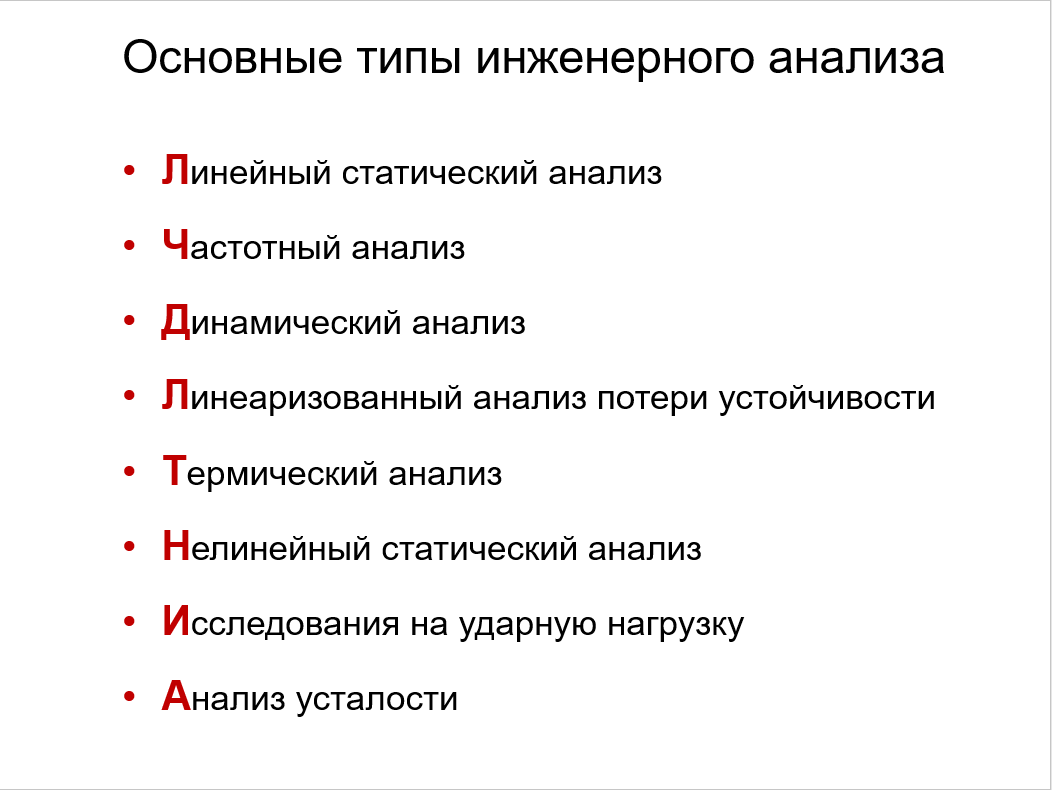 Основные типы инженерного анализа
• Линейный статический анализ
• Частотный анализ
• Динамический анализ
• Линеаризованный анализ потери устойчивости
• Термический анализ
• Нелинейный статический анализ
• Исследования на ударную нагрузку
• Анализ усталости